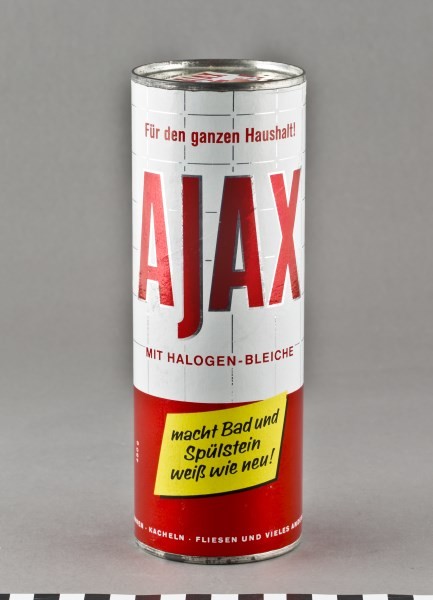 Für den ganzen Haushalt!
AJAX
MIT HALOGEN-BLEICHE
macht Bad und
Spülstein
weiß wie neu!
· KACHELN · FLIESEN UND VIELES